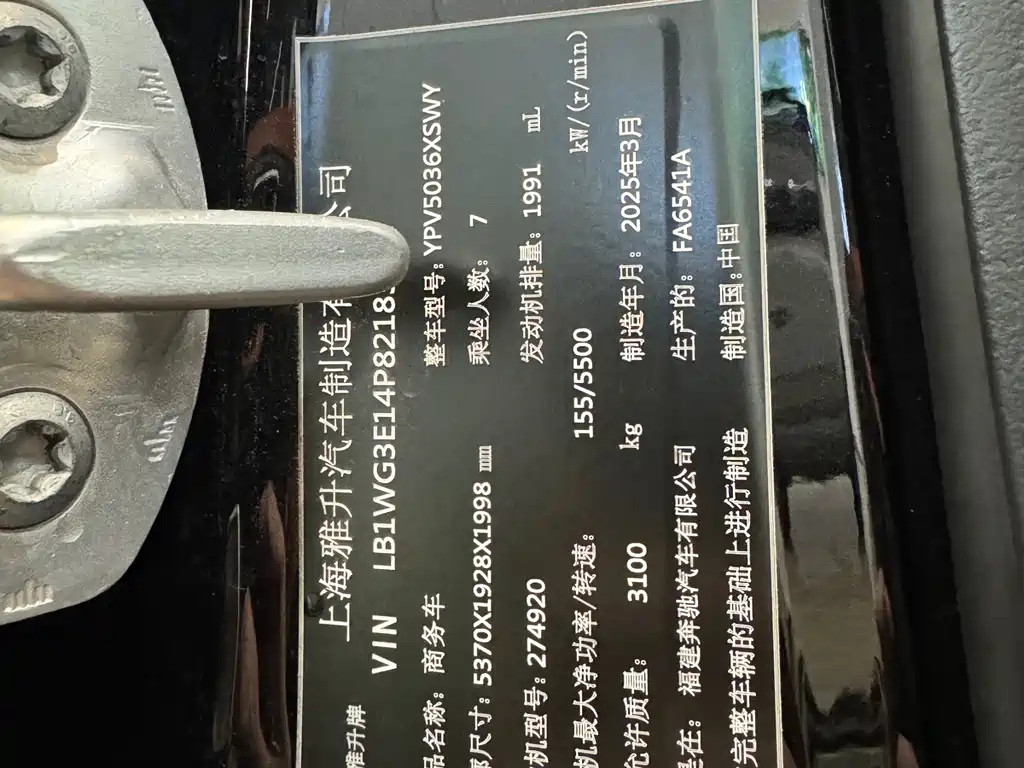 雅升牌 上海雅升汽车制造有 公司
VIN LB1WG3E14P8218
品名称：商务车 整车型号：YPV5036XSWY
尺寸：5370X1928X1998 mm 乘坐人数： 7
机型号：274920 发动机排量：1991 mL
机最大净功率/转速： 155/5500 kW/(r/min)
允许质量： 3100 kg 制造年月： 2025年3月
是在： 福建奔驰汽车有限公司 生产的： FA6541A
完整车辆的基础上进行制造 制造国：中国